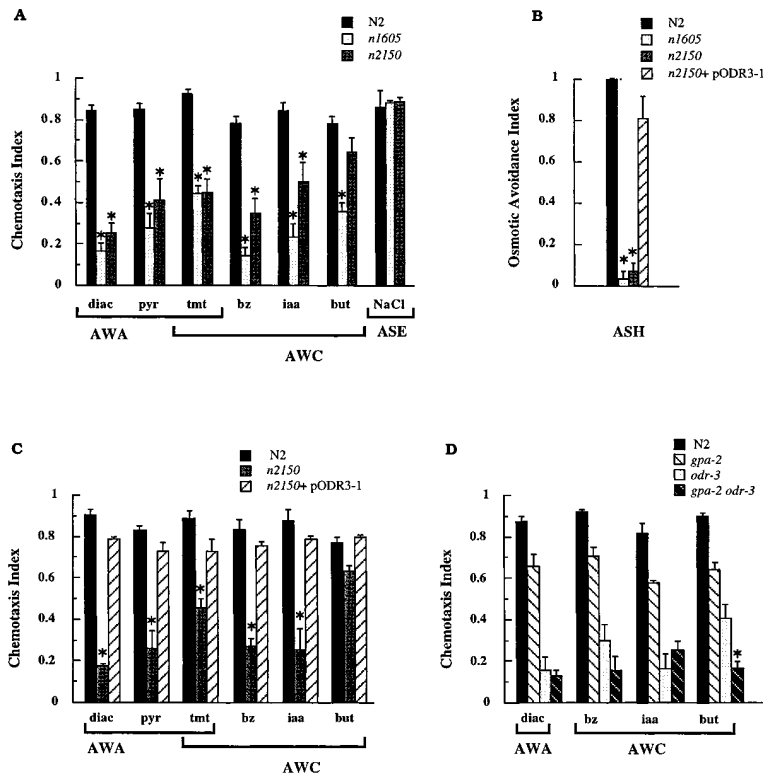 A
N2
n1605
n2150
Chemotaxis Index
1
0.8
0.6
0.4
0.2
0
* * * * * * * * * *
diac pyr tmt bz iaa but NaCl
AWA AWC ASE
B
N2
n1605
n2150
n2150+ pODR3-1
Osmotic Avoidance Index
1
0.8
0.6
0.4
0.2
0
* *
ASH
C
N2
n2150
n2150+ pODR3-1
Chemotaxis Index
1
0.8
0.6
0.4
0.2
0
* * * * *
diac pyr tmt bz iaa but
AWA AWC
D
N2
gpa-2
odr-3
gpa-2 odr-3
Chemotaxis Index
1
0.8
0.6
0.4
0.2
0
*
diac bz iaa but
AWA AWC